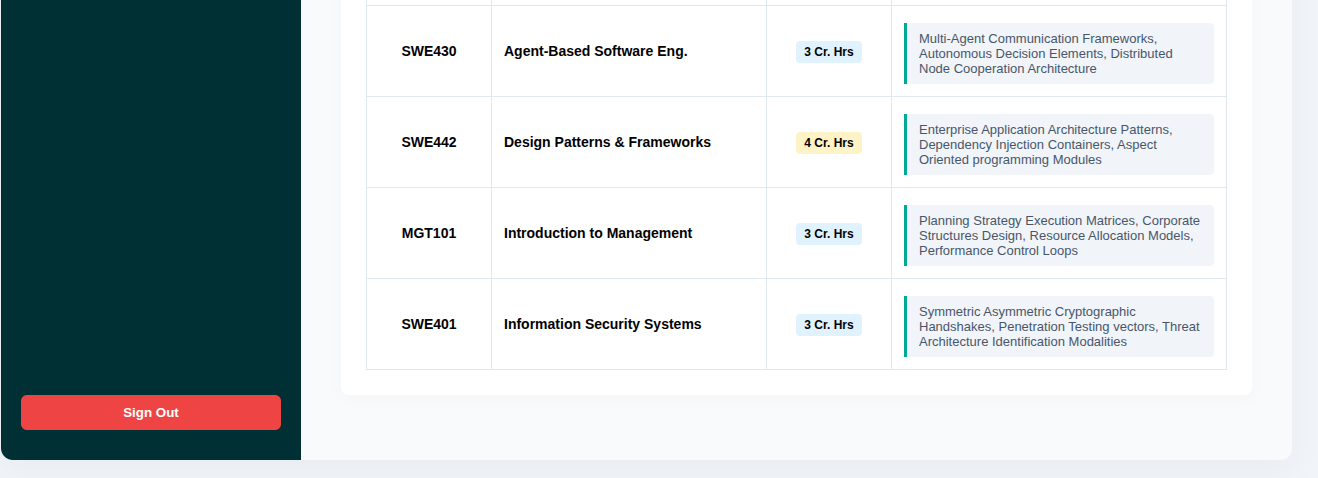 SWE430
Agent-Based Software Eng.
3 Cr. Hrs
Multi-Agent Communication Frameworks,
Autonomous Decision Elements, Distributed
Node Cooperation Architecture
SWE442
Design Patterns & Frameworks
4 Cr. Hrs
Enterprise Application Architecture Patterns,
Dependency Injection Containers, Aspect
Oriented programming Modules
MGT101
Introduction to Management
3 Cr. Hrs
Planning Strategy Execution Matrices, Corporate
Structures Design, Resource Allocation Models,
Performance Control Loops
SWE401
Information Security Systems
3 Cr. Hrs
Symmetric Asymmetric Cryptographic
Handshakes, Penetration Testing vectors, Threat
Architecture Identification Modalities
Sign Out